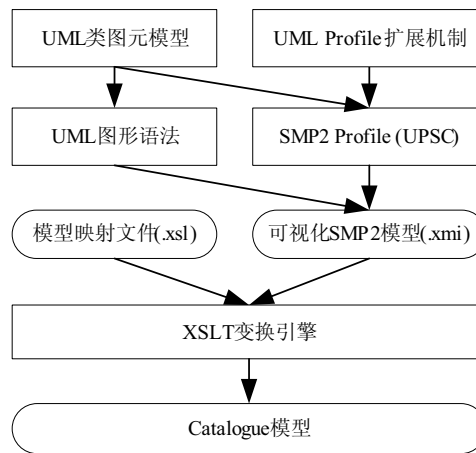 UML类图元模型
UML Profile扩展机制
UML图形语法
SMP2 Profile (UPSC)
模型映射文件(.xsl)
可视化SMP2模型(.xmi)
XSLT变换引擎
Catalogue模型